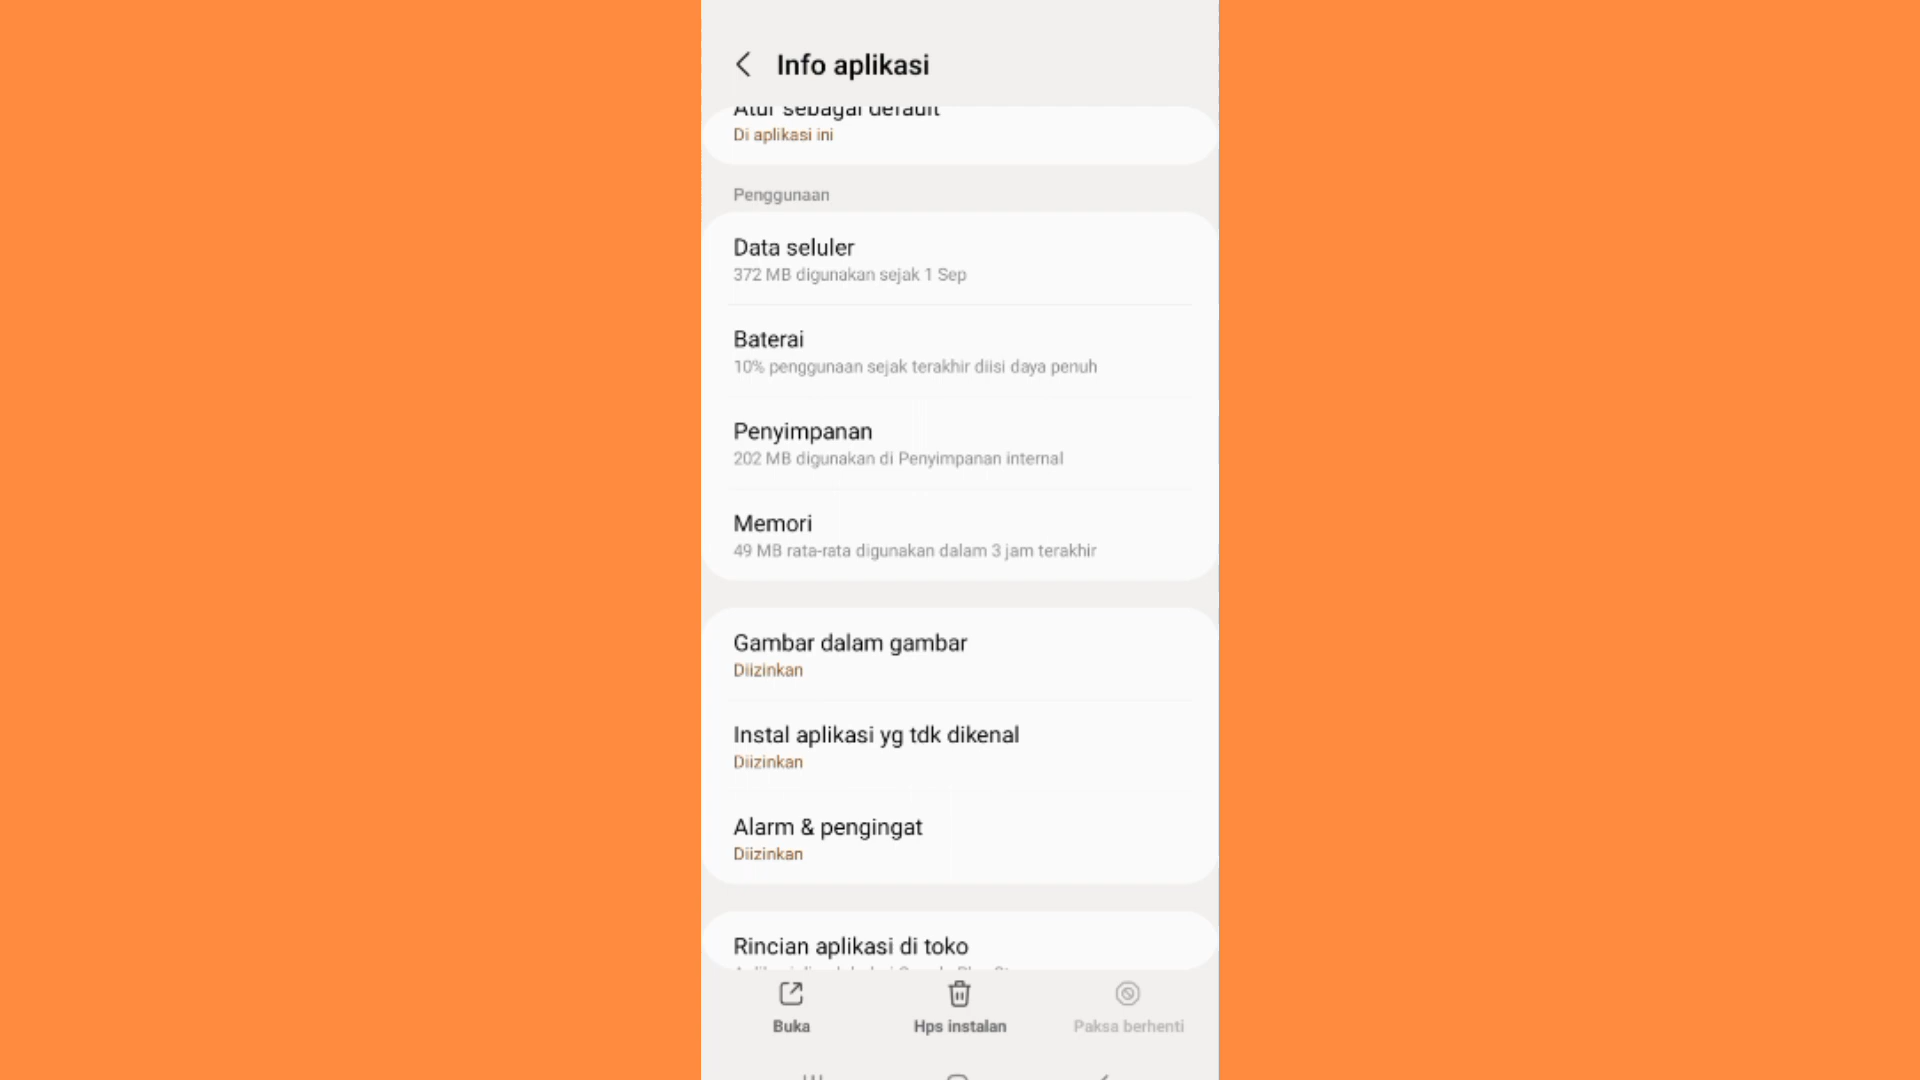 Info aplikasi
Atur sebagai default
Di aplikasi ini
Penggunaan
Data seluler
372 MB digunakan sejak 1 Sep
Baterai
10% penggunaan sejak terakhir diisi daya penuh
Penyimpanan
202 MB digunakan di Penyimpanan internal
Memori
49 MB rata-rata digunakan dalam 3 jam terakhir
Gambar dalam gambar
Diizinkan
Instal aplikasi yg tdk dikenal
Diizinkan
Alarm & pengingat
Diizinkan
Rincian aplikasi di toko
Buka
Hps instalan
Paksa berhenti